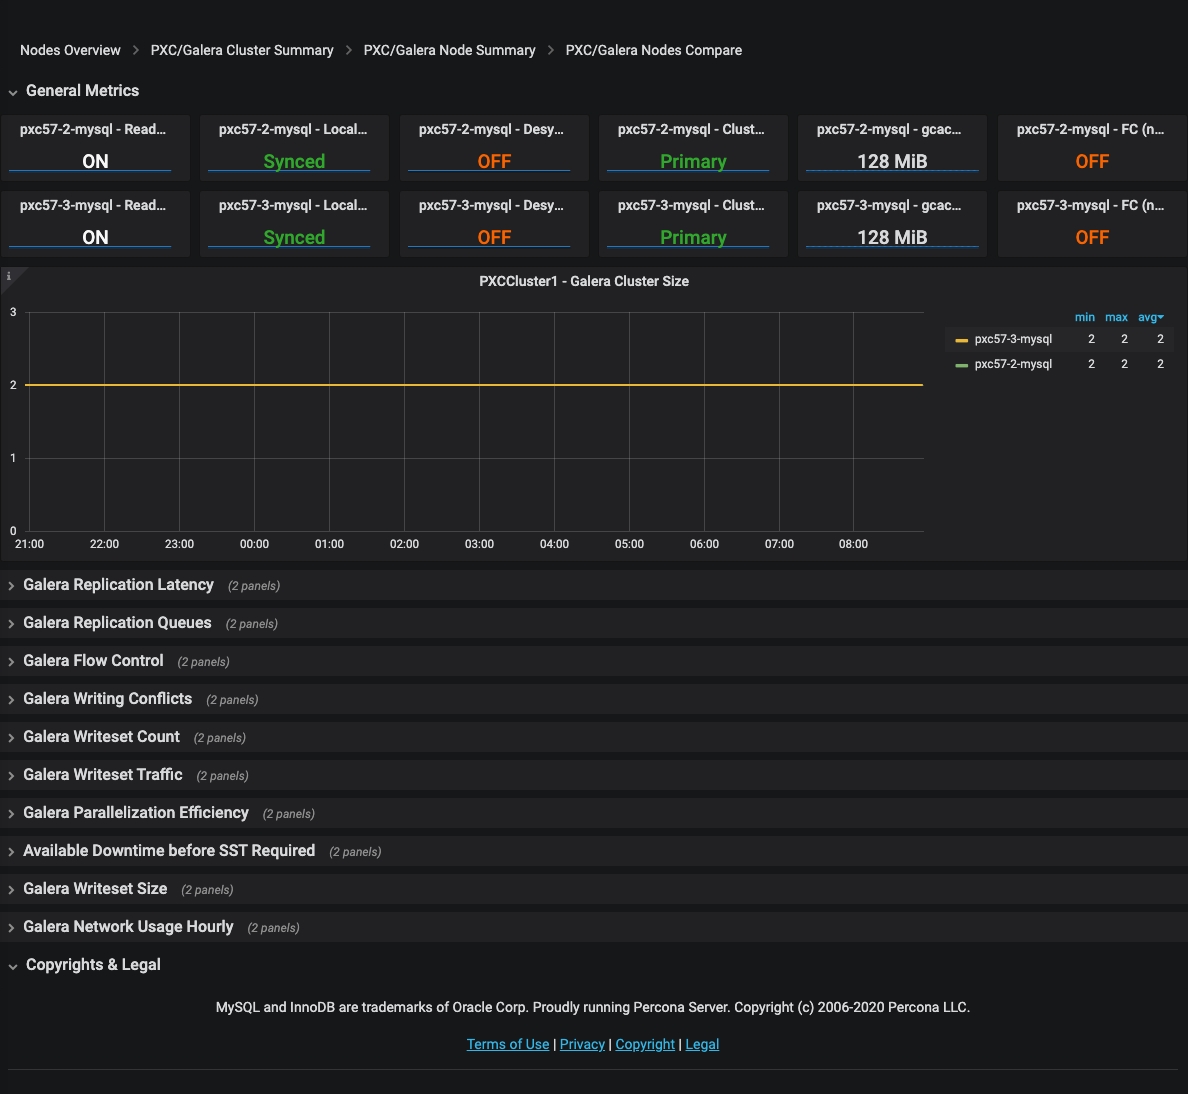 Nodes Overview > PXC/Galera Cluster Summary > PXC/Galera Node Summary > PXC/Galera Nodes Compare
General Metrics
pxc57-2-mysql - Read... pxc57-2-mysql - Local... pxc57-2-mysql - Desy... pxc57-2-mysql - Clust... pxc57-2-mysql - gcac... pxc57-2-mysql - FC (n...
ON Synced OFF Primary 128 MiB OFF
pxc57-3-mysql - Read... pxc57-3-mysql - Local... pxc57-3-mysql - Desy... pxc57-3-mysql - Clust... pxc57-3-mysql - gcac... pxc57-3-mysql - FC (n...
ON Synced OFF Primary 128 MiB OFF
i
PXCCluster1 - Galera Cluster Size
3
2
1
0
21:00 22:00 23:00 00:00 01:00 02:00 03:00 04:00 05:00 06:00 07:00 08:00
min max avg
pxc57-3-mysql 2 2 2
pxc57-2-mysql 2 2 2
Galera Replication Latency (2 panels)
Galera Replication Queues (2 panels)
Galera Flow Control (2 panels)
Galera Writing Conflicts (2 panels)
Galera Writeset Count (2 panels)
Galera Writeset Traffic (2 panels)
Galera Parallelization Efficiency (2 panels)
Available Downtime before SST Required (2 panels)
Galera Writeset Size (2 panels)
Galera Network Usage Hourly (2 panels)
Copyrights & Legal
MySQL and InnoDB are trademarks of Oracle Corp. Proudly running Percona Server. Copyright (c) 2006-2020 Percona LLC.
Terms of Use | Privacy | Copyright | Legal